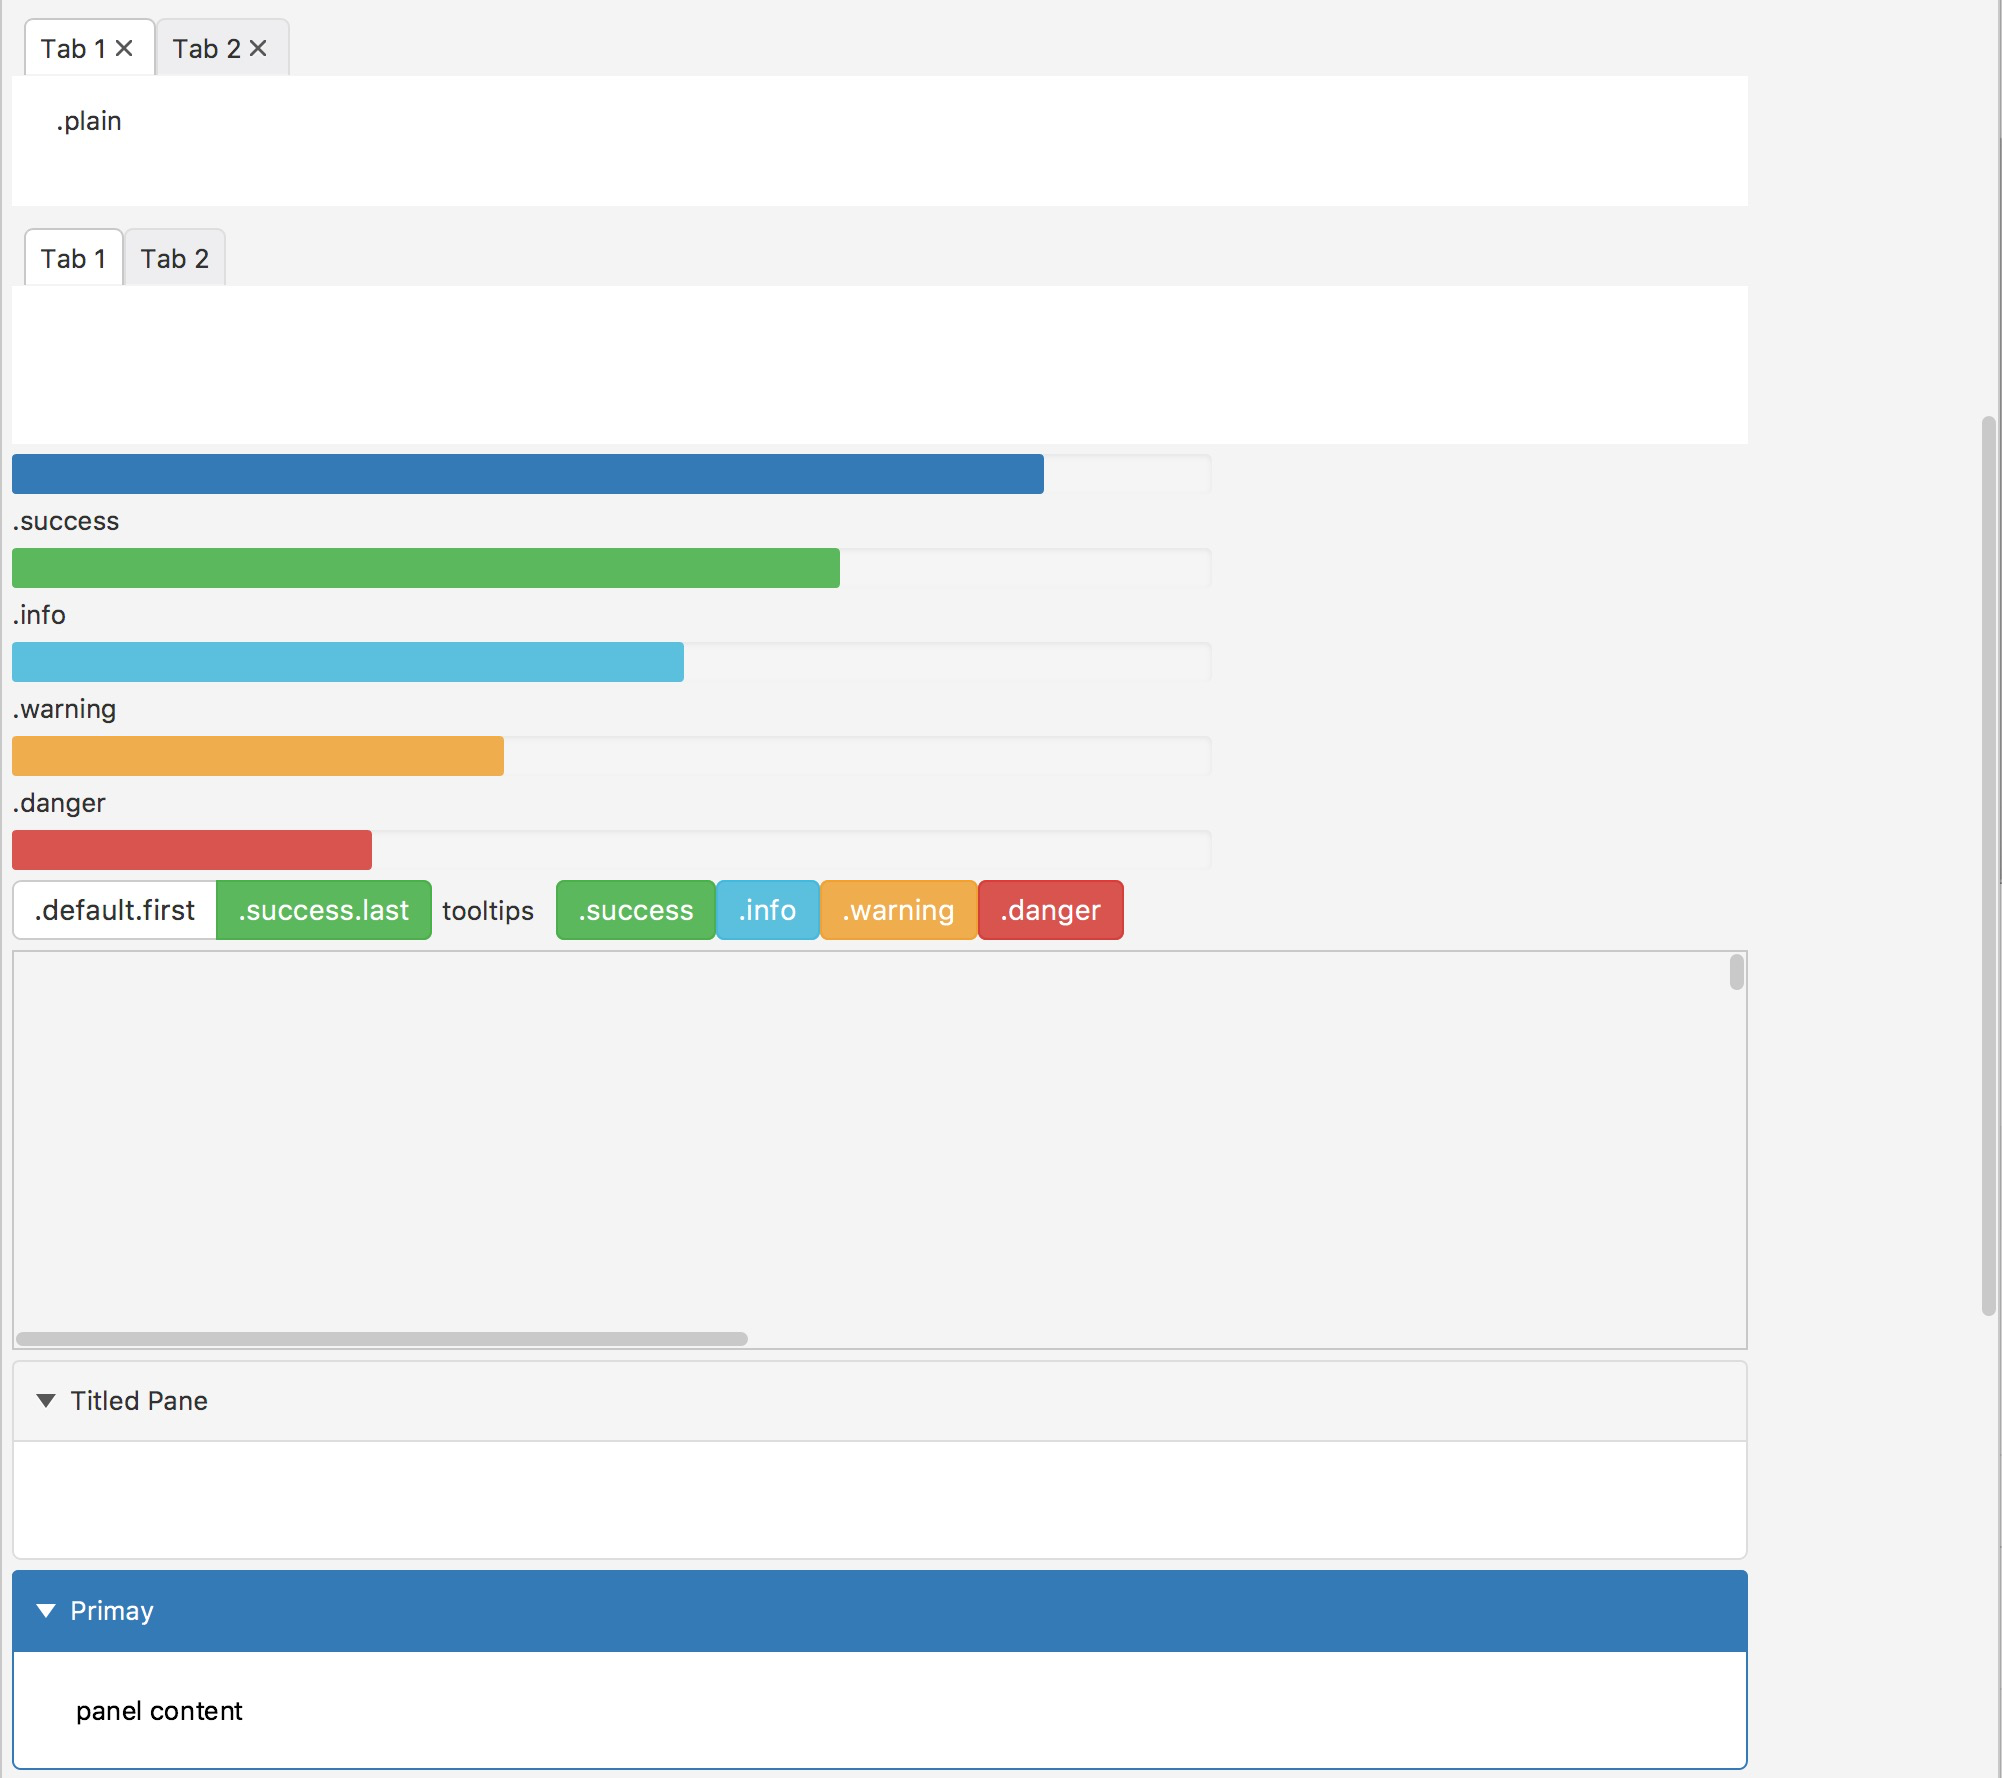 Tab 1 Tab 2
.plain
Tab 1 Tab 2
.success
.info
.warning
.danger
.default.first .success.last tooltips .success .info .warning .danger
Titled Pane
Primay
panel content